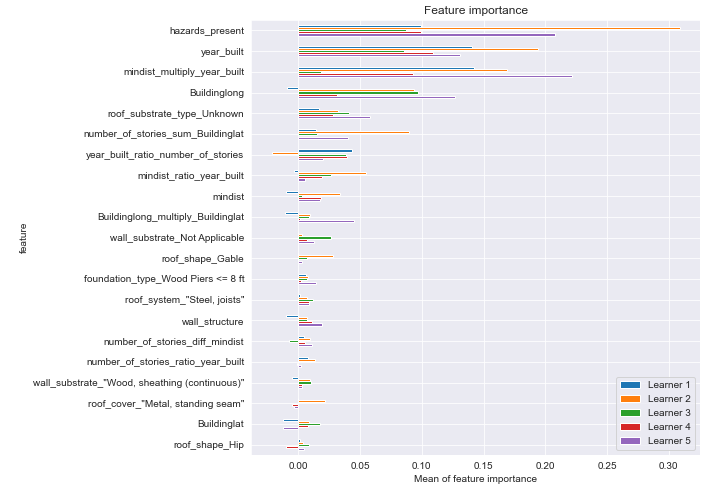 Feature importance
hazards_present
year_built
mindist_multiply_year_built
Buildinglong
roof_substrate_type_Unknown
number_of_stories_sum_Buildinglat
year_built_ratio_number_of_stories
mindist_ratio_year_built
mindist
Buildinglong_multiply_Buildinglat
wall_substrate_Not Applicable
roof_shape_Gable
foundation_type_Wood Piers <= 8 ft
roof_system_"Steel, joists"
wall_structure
number_of_stories_diff_mindist
number_of_stories_ratio_year_built
wall_substrate_"Wood, sheathing (continuous)"
roof_cover_"Metal, standing seam"
Buildinglat
roof_shape_Hip
feature
Learner 1
Learner 2
Learner 3
Learner 4
Learner 5
0.00 0.05 0.10 0.15 0.20 0.25 0.30
Mean of feature importance